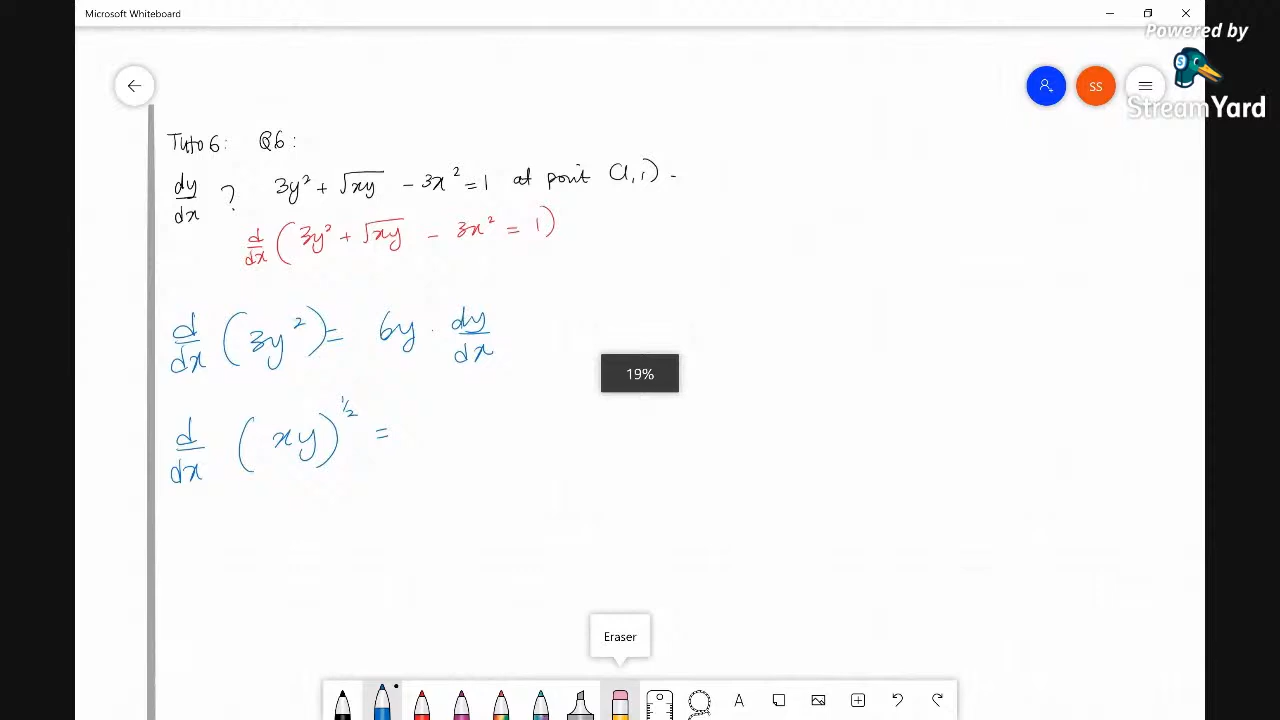 Microsoft Whiteboard
Powered by
StreamYard
SS
Tuto 6: Q6:
dy/dx ? 3y² + √xy - 3x² = 1 at point (1,1) -
d/dx (3y² + √xy - 3x² = 1)
d/dx (3y²) = 6y · dy/dx
19%
d/dx (xy)^1/2 =
Eraser
A